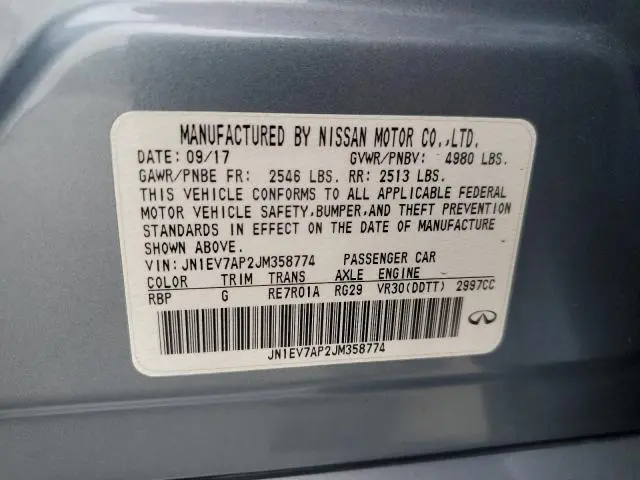 MANUFACTURED BY NISSAN MOTOR CO.,LTD.
DATE: 09/17 GVWR/PNBV: 4980 LBS.
GAWR/PNBE FR: 2546 LBS. RR: 2513 LBS.
THIS VEHICLE CONFORMS TO ALL APPLICABLE FEDERAL
MOTOR VEHICLE SAFETY,BUMPER,AND THEFT PREVENTION
STANDARDS IN EFFECT ON THE DATE OF MANUFACTURE
SHOWN ABOVE.
VIN: JN1EV7AP2JM358774 PASSENGER CAR
COLOR TRIM TRANS AXLE ENGINE
RBP G RE7R01A RG29 VR30(DDTT) 2997CC
JN1EV7AP2JM358774